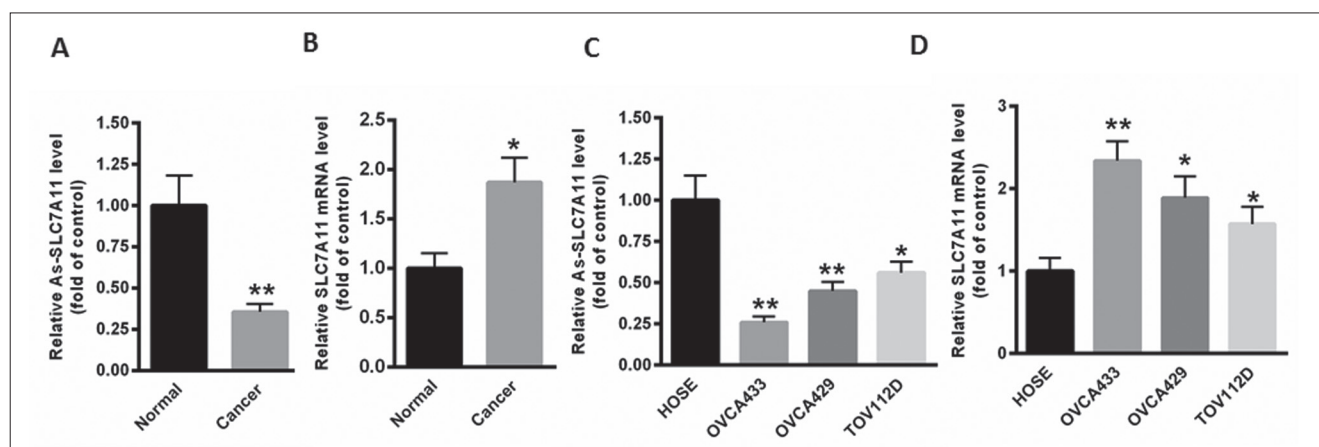 A
Relative As-SLC7A11 level
(fold of control)
1.50
1.25
1.00
0.75
0.50
0.25
0.00
**
Normal
Cancer
B
Relative SLC7A11 mRNA level
(fold of control)
2.5
2.0
1.5
1.0
0.5
0.0
*
Normal
Cancer
C
Relative As-SLC7A11 level
(fold of control)
1.50
1.25
1.00
0.75
0.50
0.25
0.00
**
**
*
HOSE
OVCA433
OVCA429
TOV112D
D
Relative SLC7A11 mRNA level
(fold of control)
3
2
1
0
**
*
*
HOSE
OVCA433
OVCA429
TOV112D